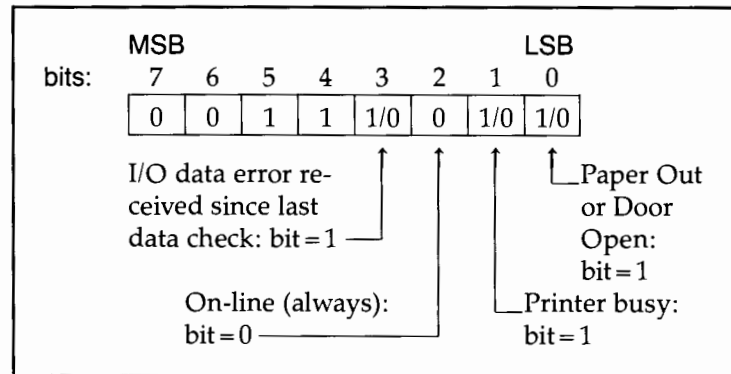 MSB LSB
bits: 7 6 5 4 3 2 1 0
0 0 1 1 1/0 0 1/0 1/0
I/O data error re-
ceived since last
data check: bit=1
Paper Out
or Door
Open:
bit=1
On-line (always):
bit=0
Printer busy:
bit=1